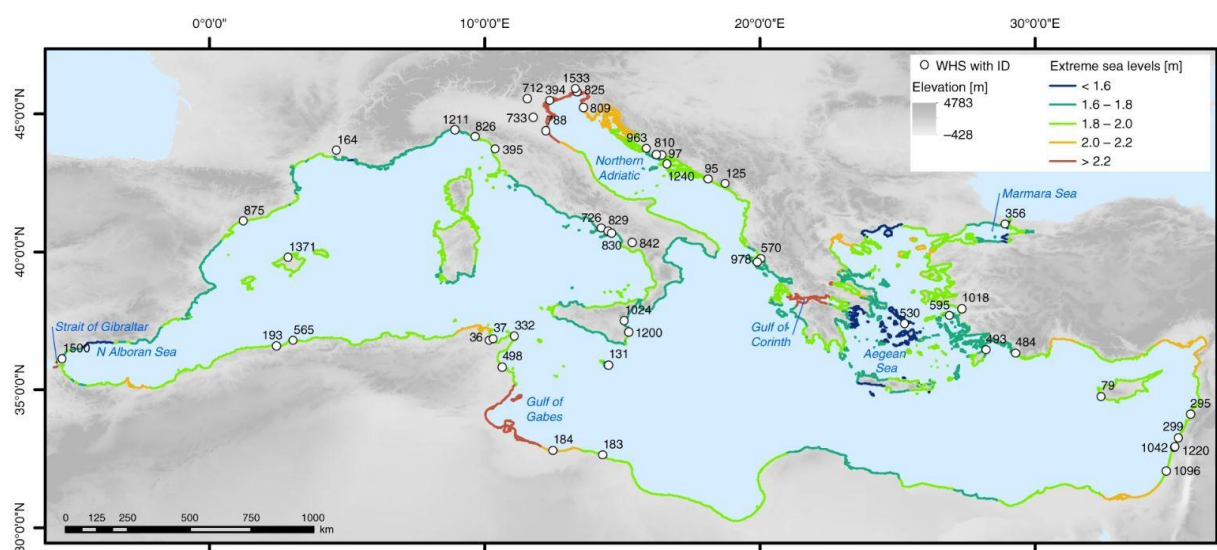 0°0'0"
10°0'0"E
20°0'0"E
30°0'0"E
45°0'0"N
40°0'0"N
35°0'0"N
30°0'0"N
WHS with ID
Elevation [m]
4783
–428
Extreme sea levels [m]
< 1.6
1.6 – 1.8
1.8 – 2.0
2.0 – 2.2
> 2.2
1533
712
394
825
809
733
788
1211
826
395
164
963
810
97
1240
95
125
Northern
Adriatic
Marmara Sea
356
875
1371
726
829
830
842
570
978
1024
1200
131
Strait of Gibraltar
1500
N Alboran Sea
193
565
36
37
332
498
Gulf of
Gabes
184
183
Gulf of
Corinth
530
Aegean
Sea
595
1018
493
484
79
295
299
1042
1220
1096
0
125
250
500
750
1000
km